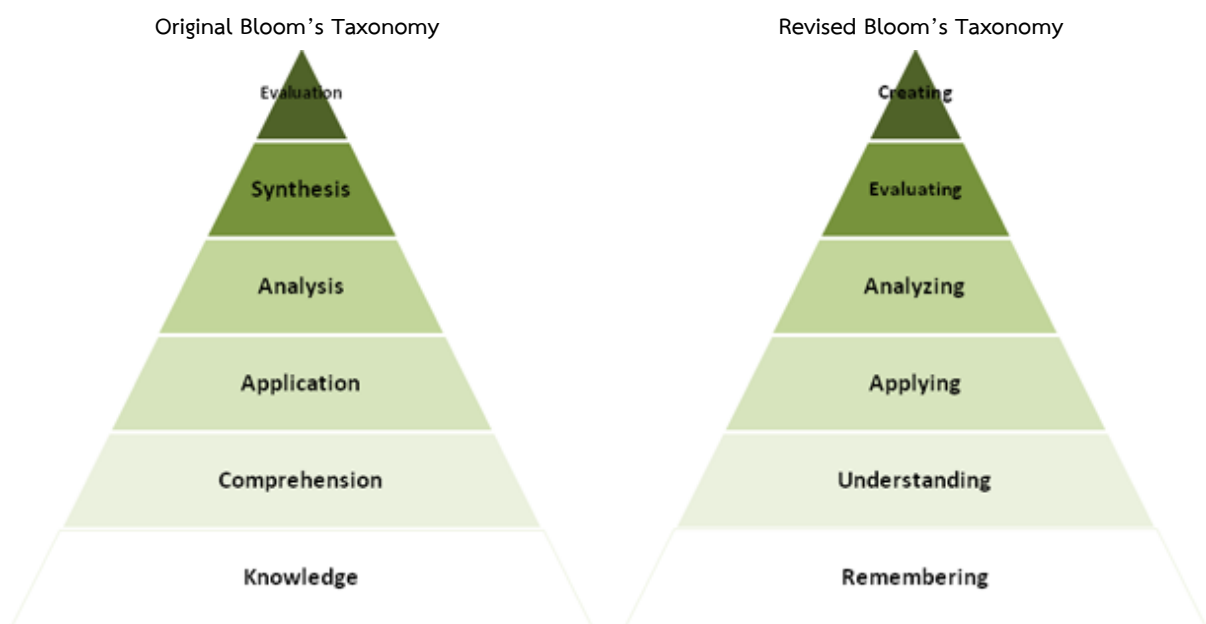 Original Bloom’s Taxonomy
Evaluation
Synthesis
Analysis
Application
Comprehension
Knowledge
Revised Bloom’s Taxonomy
Creating
Evaluating
Analyzing
Applying
Understanding
Remembering